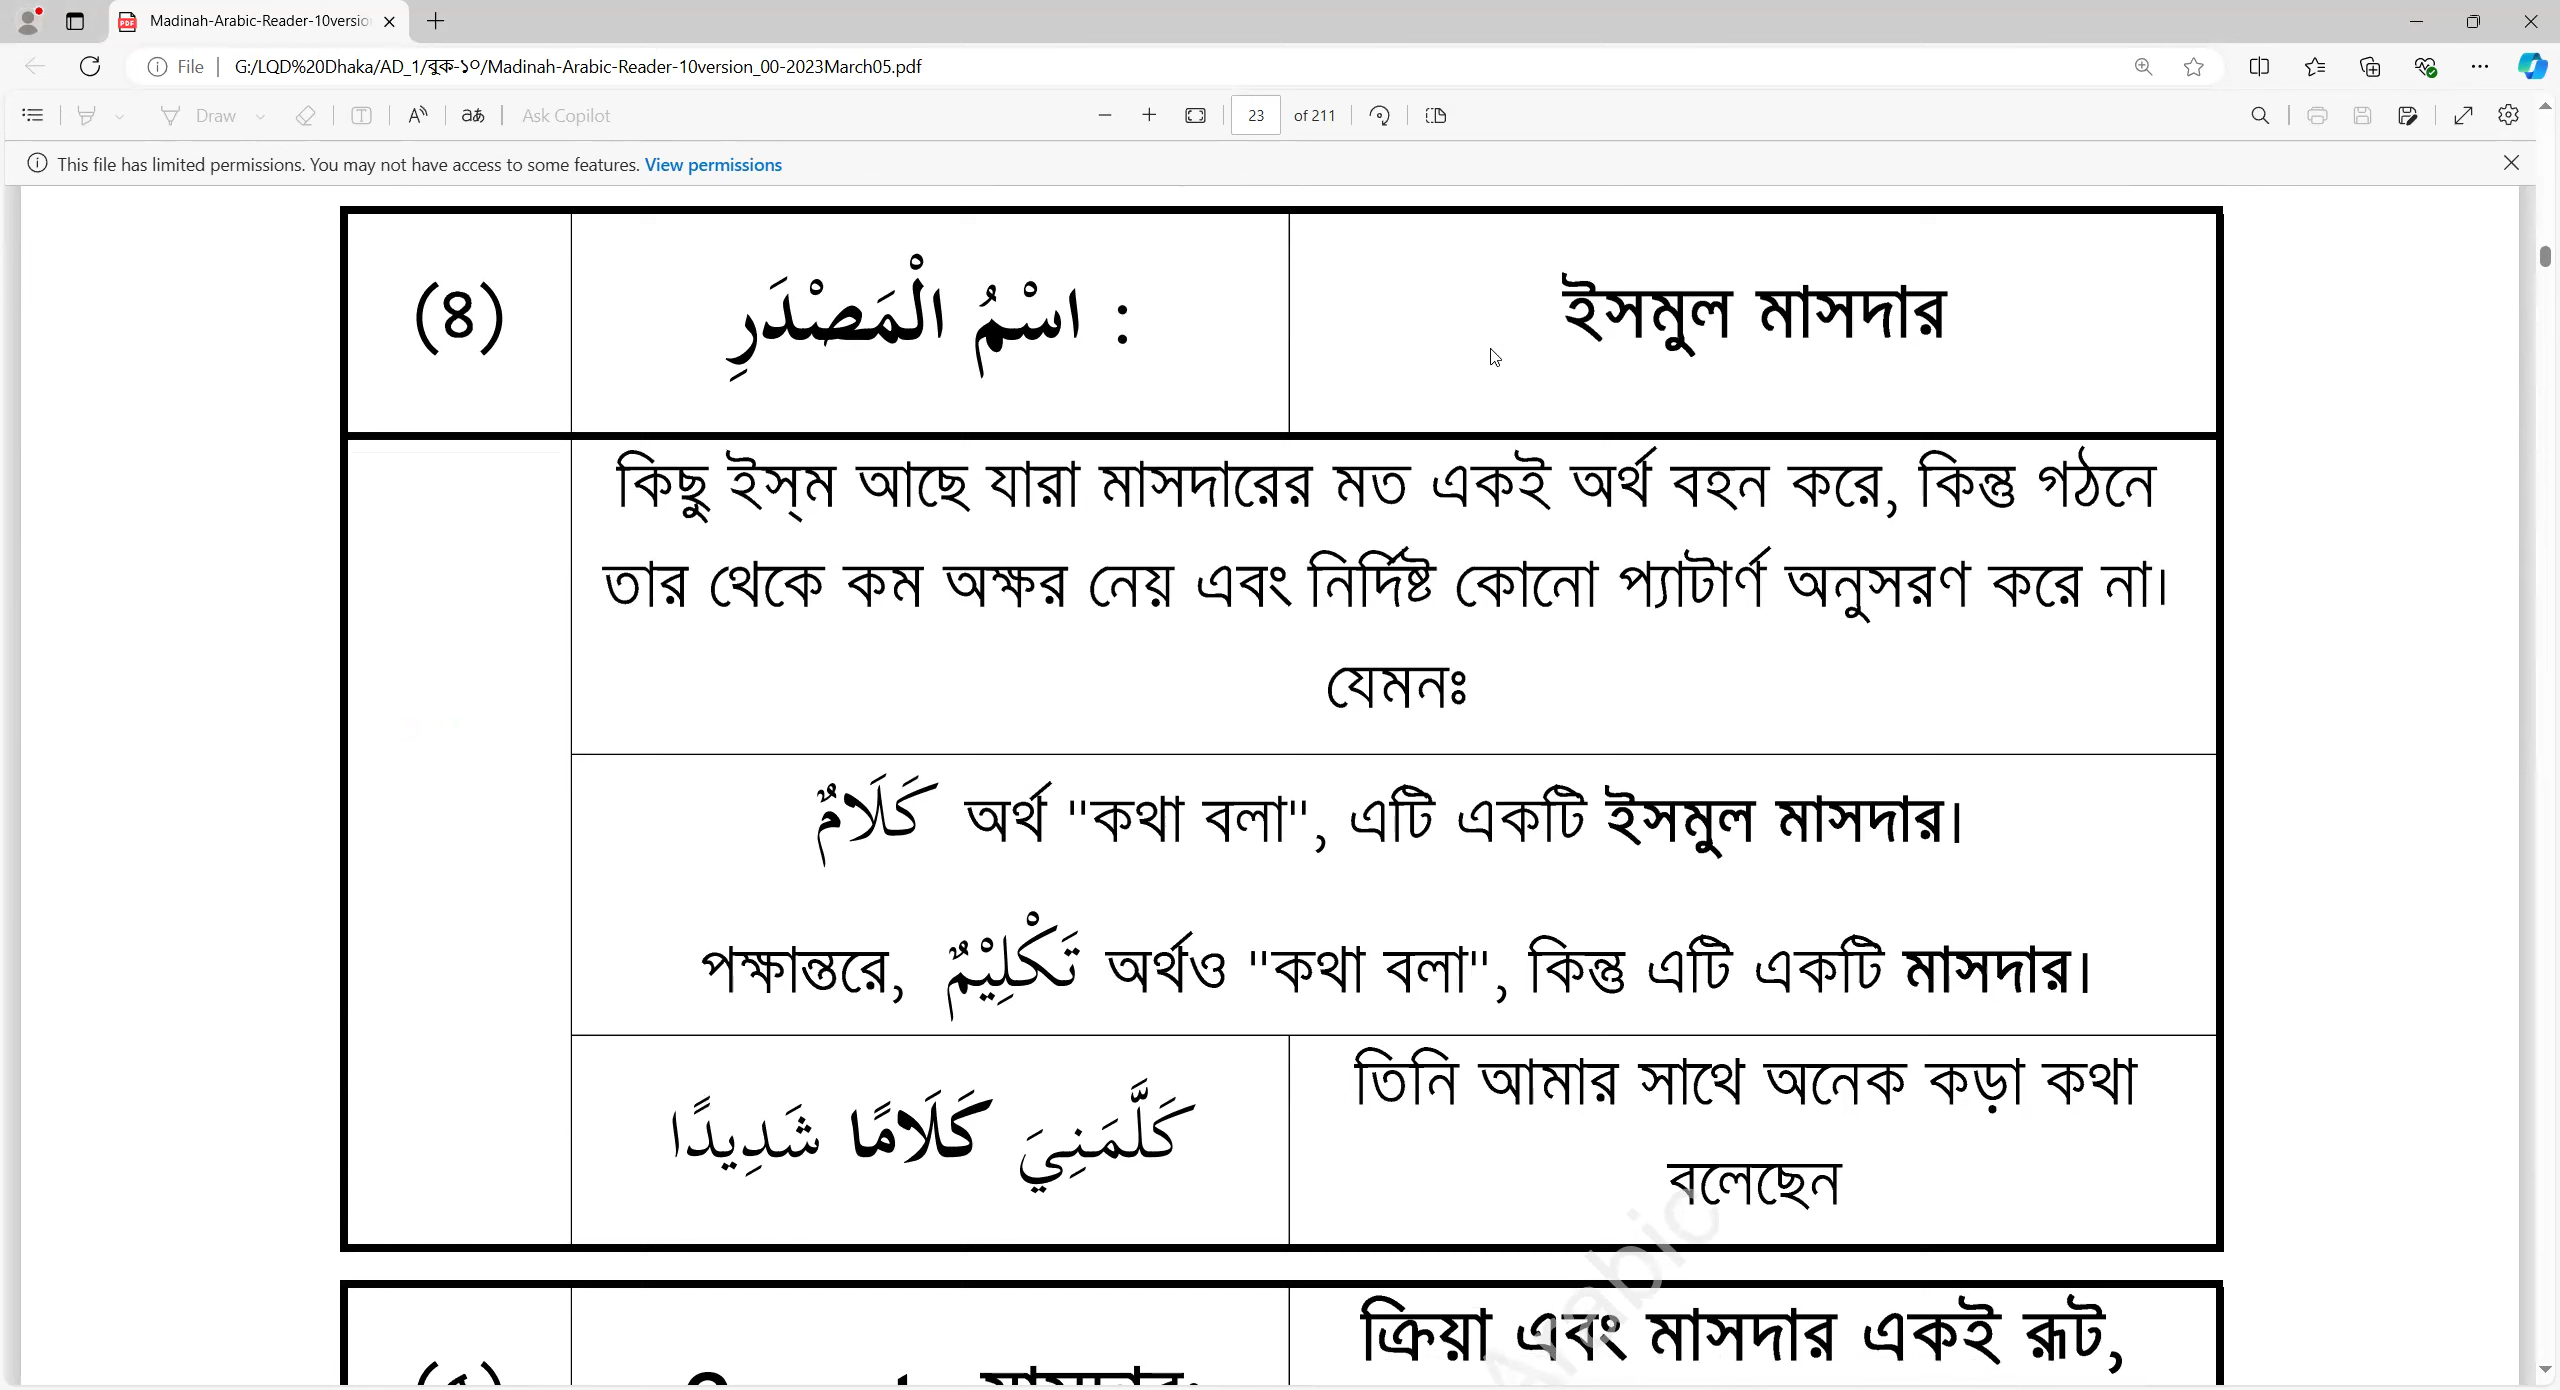 Madinah-Arabic-Reader-10versio
File
G:/LQD%20Dhaka/AD_1/বুক-১০/Madinah-Arabic-Reader-10version_00-2023March05.pdf
Draw
Ask Copilot
23 of 211
This file has limited permissions. You may not have access to some features. View permissions
(৪)
اسْمُ الْمَصْدَرِ :
ইসমুল মাসদার
কিছু ইস্‌ম আছে যারা মাসদারের মত একই অর্থ বহন করে, কিন্তু গঠনে
তার থেকে কম অক্ষর নেয় এবং নির্দিষ্ট কোনো প্যাটার্ণ অনুসরণ করে না।
যেমনঃ
كَلَامٌ অর্থ "কথা বলা", এটি একটি ইসমুল মাসদার।
পক্ষান্তরে, تَكْلِيْمٌ অর্থও "কথা বলা", কিন্তু এটি একটি মাসদার।
كَلَّمَنِيَ كَلَامًا شَدِيدًا
তিনি আমার সাথে অনেক কড়া কথা
বলেছেন
ক্রিয়া এবং মাসদার একই রূট,
Arabic